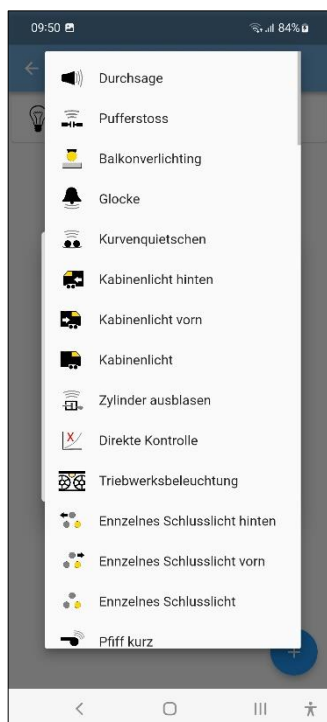 09:50
84%
Durchsage
Pufferstoss
Balkonverlichting
Glocke
Kurvenquietschen
Kabinenlicht hinten
Kabinenlicht vorn
Kabinenlicht
Zylinder ausblasen
Direkte Kontrolle
Triebwerksbeleuchtung
Ennzelnes Schlusslicht hinten
Ennzelnes Schlusslicht vorn
Ennzelnes Schlusslicht
Pfiff kurz